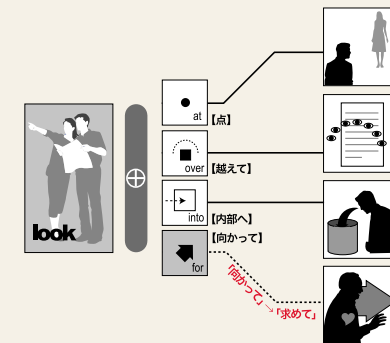 look
at
【点】
over
【越えて】
into
【内部へ】
【向かって】
for
「向かって」→「求めて」